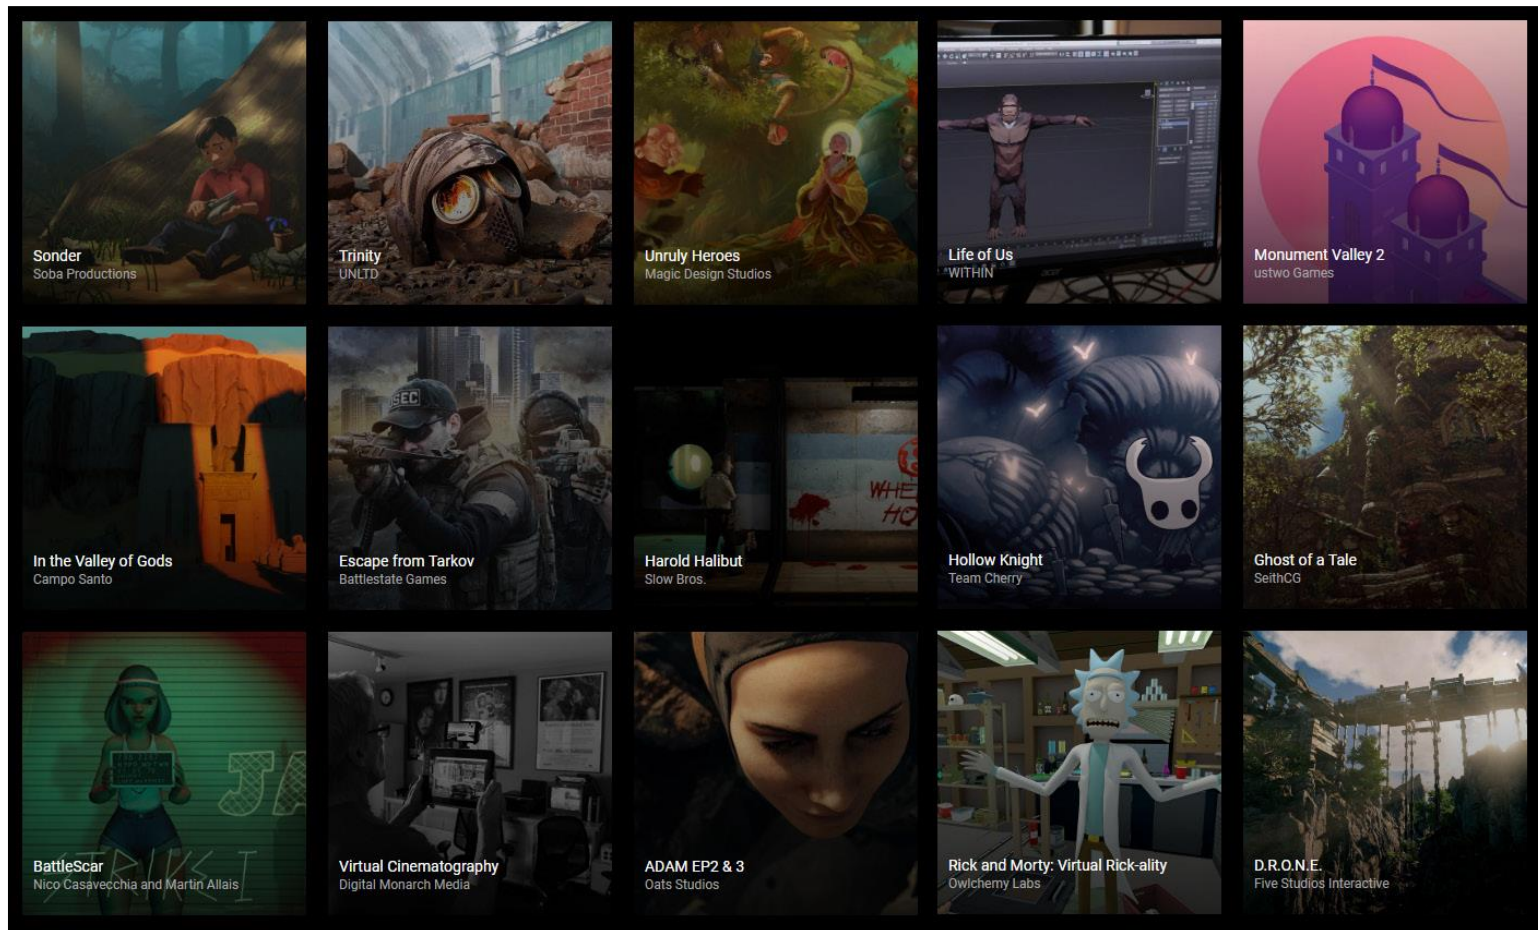 Sonder
Soba Productions
Trinity
UNLTD
Unruly Heroes
Magic Design Studios
Life of Us
WITHIN
Monument Valley 2
ustwo Games
In the Valley of Gods
Campo Santo
SEC
Escape from Tarkov
Battlestate Games
Harold Halibut
Slow Bros.
Hollow Knight
Team Cherry
Ghost of a Tale
SeithCG
JA
STRIKE I
BattleScar
Nico Casavecchia and Martin Allais
Virtual Cinematography
Digital Monarch Media
ADAM EP2 & 3
Oats Studios
Rick and Morty: Virtual Rick-ality
Owlchemy Labs
D.R.O.N.E.
Five Studios Interactive